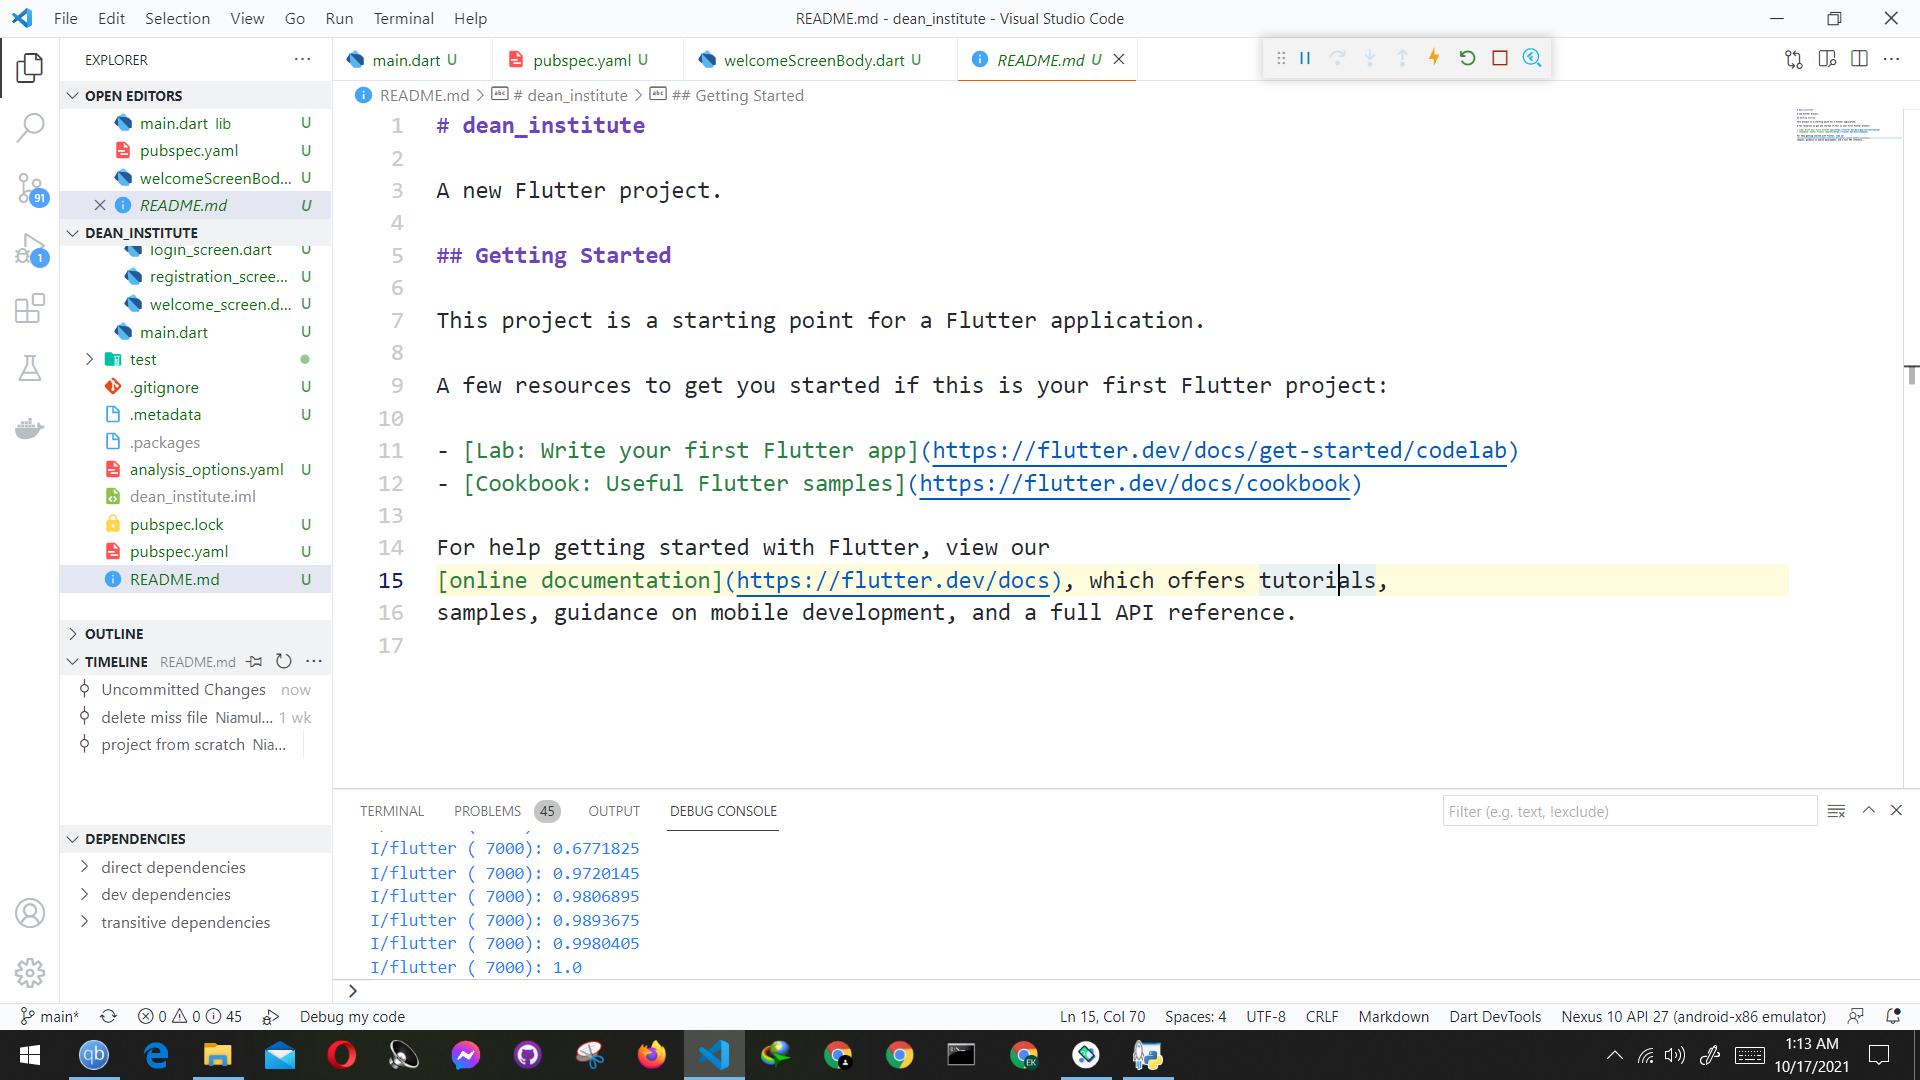 File Edit Selection View Go Run Terminal Help
README.md - dean_institute - Visual Studio Code
EXPLORER
OPEN EDITORS
main.dart lib U
pubspec.yaml U
welcomeScreenBod... U
README.md U
DEAN_INSTITUTE
login_screen.dart U
registration_scree... U
welcome_screen.d... U
main.dart U
test
.gitignore U
.metadata U
.packages
analysis_options.yaml U
dean_institute.iml
pubspec.lock U
pubspec.yaml U
README.md U
OUTLINE
TIMELINE README.md
Uncommitted Changes now
delete miss file Niamul... 1 wk
project from scratch Nia...
DEPENDENCIES
direct dependencies
dev dependencies
transitive dependencies
91
1
main.dart U
pubspec.yaml U
welcomeScreenBody.dart U
README.md U
README.md > # dean_institute > ## Getting Started
1 # dean_institute
2
3 A new Flutter project.
4
5 ## Getting Started
6
7 This project is a starting point for a Flutter application.
8
9 A few resources to get you started if this is your first Flutter project:
10
11 - [Lab: Write your first Flutter app](https://flutter.dev/docs/get-started/codelab)
12 - [Cookbook: Useful Flutter samples](https://flutter.dev/docs/cookbook)
13
14 For help getting started with Flutter, view our
15 [online documentation](https://flutter.dev/docs), which offers tutorials,
16 samples, guidance on mobile development, and a full API reference.
17
TERMINAL PROBLEMS 45 OUTPUT DEBUG CONSOLE
Filter (e.g. text, !exclude)
I/flutter ( 7000): 0.6771825
I/flutter ( 7000): 0.9720145
I/flutter ( 7000): 0.9806895
I/flutter ( 7000): 0.9893675
I/flutter ( 7000): 0.9980405
I/flutter ( 7000): 1.0
main* 0 0 45 Debug my code
Ln 15, Col 70 Spaces: 4 UTF-8 CRLF Markdown Dart DevTools Nexus 10 API 27 (android-x86 emulator)
qb
EK
1:13 AM
10/17/2021